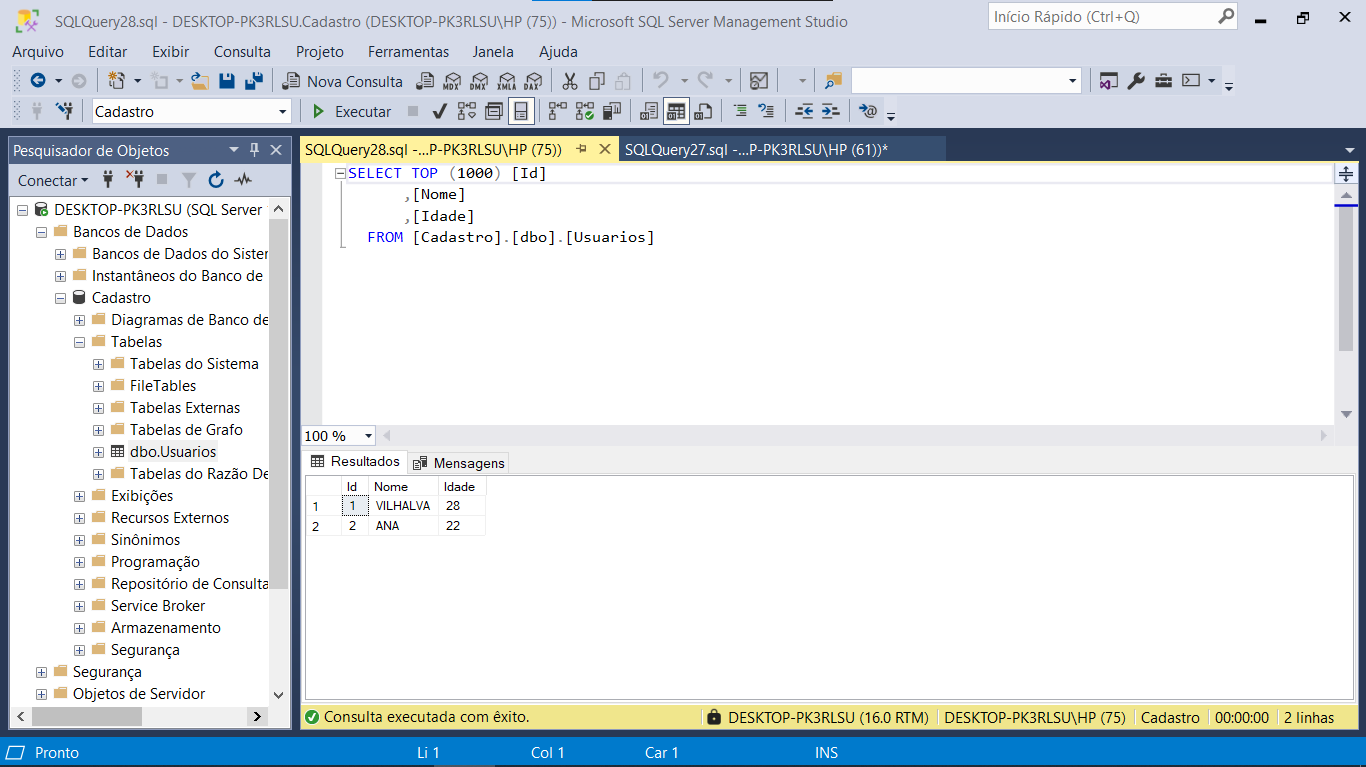 SQLQuery28.sql - DESKTOP-PK3RLSU.Cadastro (DESKTOP-PK3RLSU\HP (75)) - Microsoft SQL Server Management Studio
Início Rápido (Ctrl+Q)
Arquivo Editar Exibir Consulta Projeto Ferramentas Janela Ajuda
Nova Consulta MDX DMX XMLA DAX
Cadastro Executar
Pesquisador de Objetos
Conectar
DESKTOP-PK3RLSU (SQL Server
Bancos de Dados
Bancos de Dados do Sister
Instantâneos do Banco de
Cadastro
Diagramas de Banco de
Tabelas
Tabelas do Sistema
FileTables
Tabelas Externas
Tabelas de Grafo
dbo.Usuarios
Tabelas do Razão De
Exibições
Recursos Externos
Sinônimos
Programação
Repositório de Consulta
Service Broker
Armazenamento
Segurança
Segurança
Objetos de Servidor
SQLQuery28.sql -...P-PK3RLSU\HP (75)) SQLQuery27.sql -...P-PK3RLSU\HP (61))*
SELECT TOP (1000) [Id]
,[Nome]
,[Idade]
FROM [Cadastro].[dbo].[Usuarios]
100 %
Resultados Mensagens
Id Nome Idade
1 1 VILHALVA 28
2 2 ANA 22
Consulta executada com êxito. DESKTOP-PK3RLSU (16.0 RTM) DESKTOP-PK3RLSU\HP (75) Cadastro 00:00:00 2 linhas
Pronto Li 1 Col 1 Car 1 INS